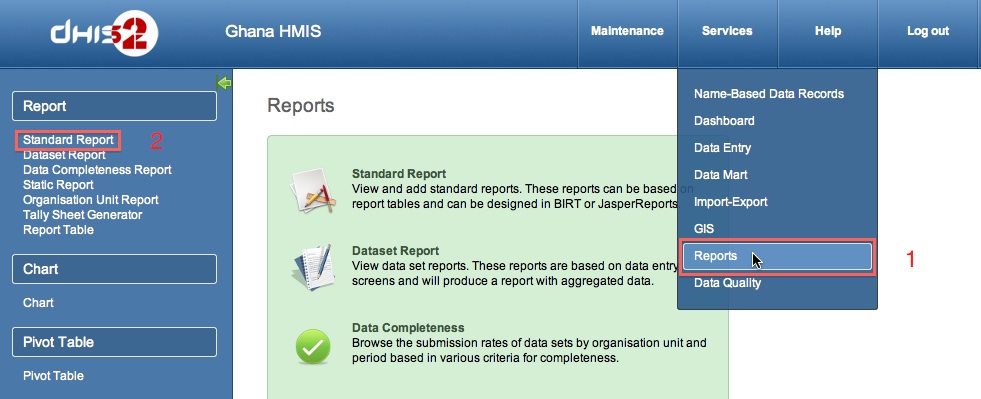 dhis2
Ghana HMIS
Maintenance
Services
Help
Log out
Report
Standard Report
2
Dataset Report
Data Completeness Report
Static Report
Organisation Unit Report
Tally Sheet Generator
Report Table
Chart
Chart
Pivot Table
Pivot Table
Reports
Standard Report
View and add standard reports. These reports can be based on
report tables and can be designed in BIRT or JasperReports
Dataset Report
View data set reports. These reports are based on data entry
screens and will produce a report with aggregated data.
Data Completeness
Browse the submission rates of data sets by organisation unit and
period based in various criteria for completeness.
Name-Based Data Records
Dashboard
Data Entry
Data Mart
Import-Export
GIS
Reports
1
Data Quality